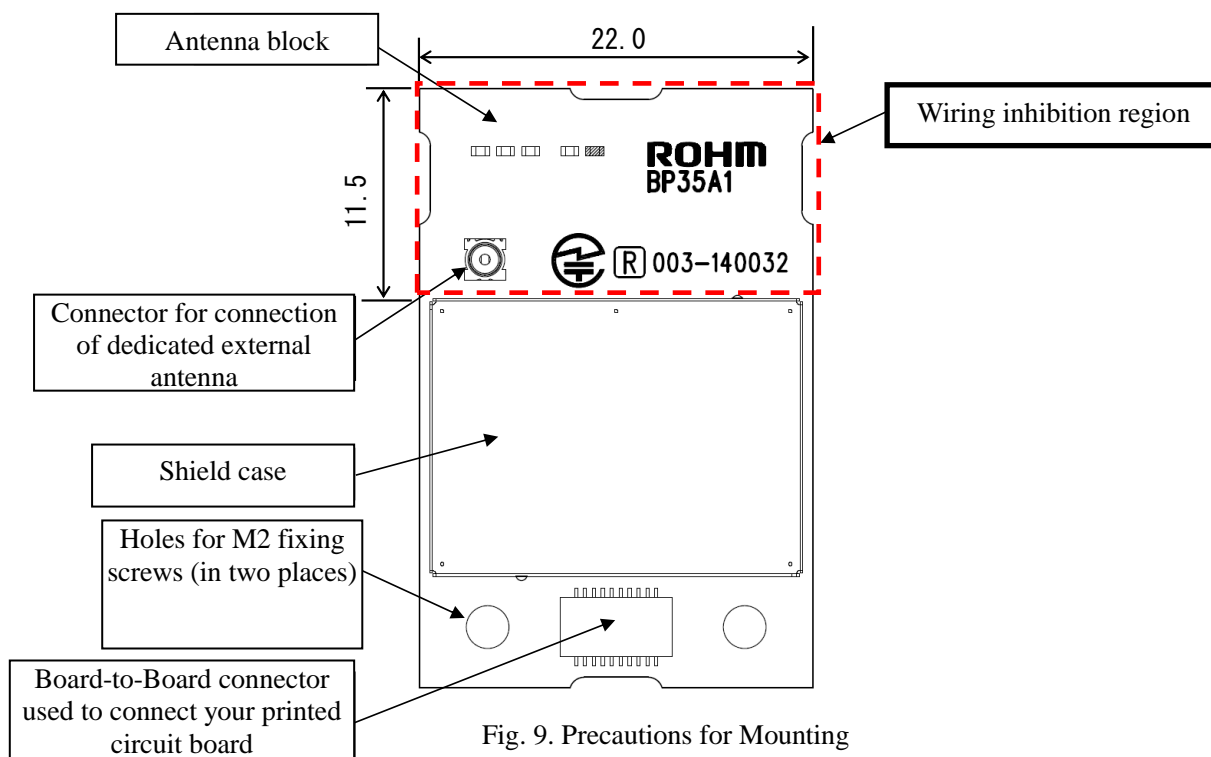 Antenna block
22.0
Wiring inhibition region
11.5
ROHM
BP35A1
R 003-140032
Connector for connection
of dedicated external
antenna
Shield case
Holes for M2 fixing
screws (in two places)
Board-to-Board connector
used to connect your printed
circuit board
Fig. 9. Precautions for Mounting